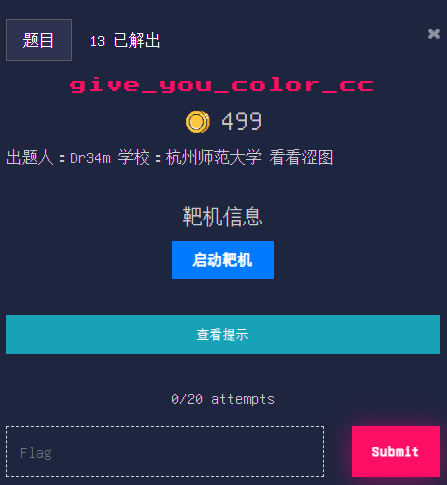 题目 13 已解出
give_you_color_cc
499
出题人：Dr34m 学校：杭州师范大学 看看涩图
靶机信息
启动靶机
查看提示
0/20 attempts
Flag Submit